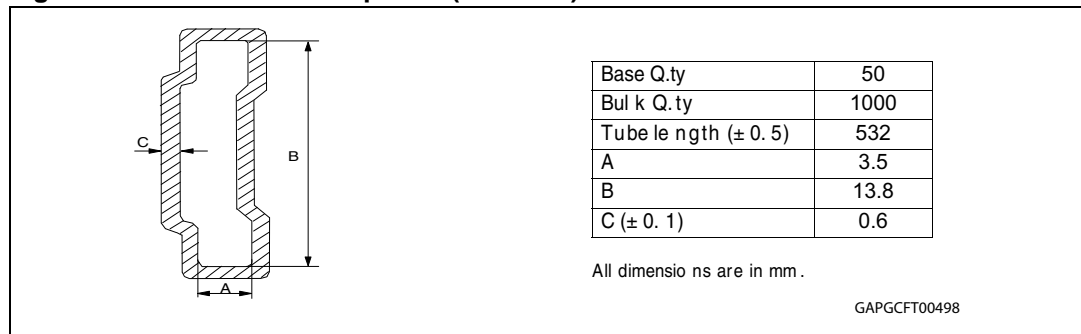 C
B
A
Base Q.ty 50
Bul k Q. ty 1000
Tube le ngth (± 0. 5) 532
A 3.5
B 13.8
C (± 0. 1) 0.6
All dimensio ns are in mm .
GAPGCFT00498